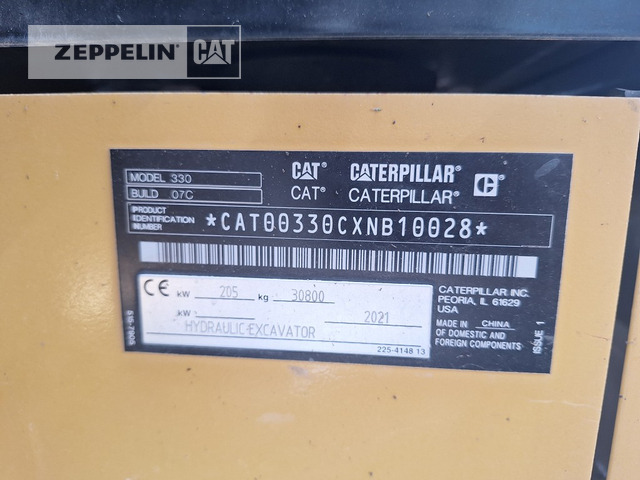 ZEPPELIN CAT
MODEL 330
BUILD 07C
CAT® CATERPILLAR® C
CAT® CATERPILLAR®
PRODUCT
IDENTIFICATION
NUMBER
*CAT00330CXNB10028*
CE kW 205 kg 30800
kW 2021
HYDRAULIC-EXCAVATOR
225-4148 13
515-7908
CATERPILLAR INC.
PEORIA, IL 61629
USA
MADE IN CHINA
OF DOMESTIC AND
FOREIGN COMPONENTS
ISSUE 1